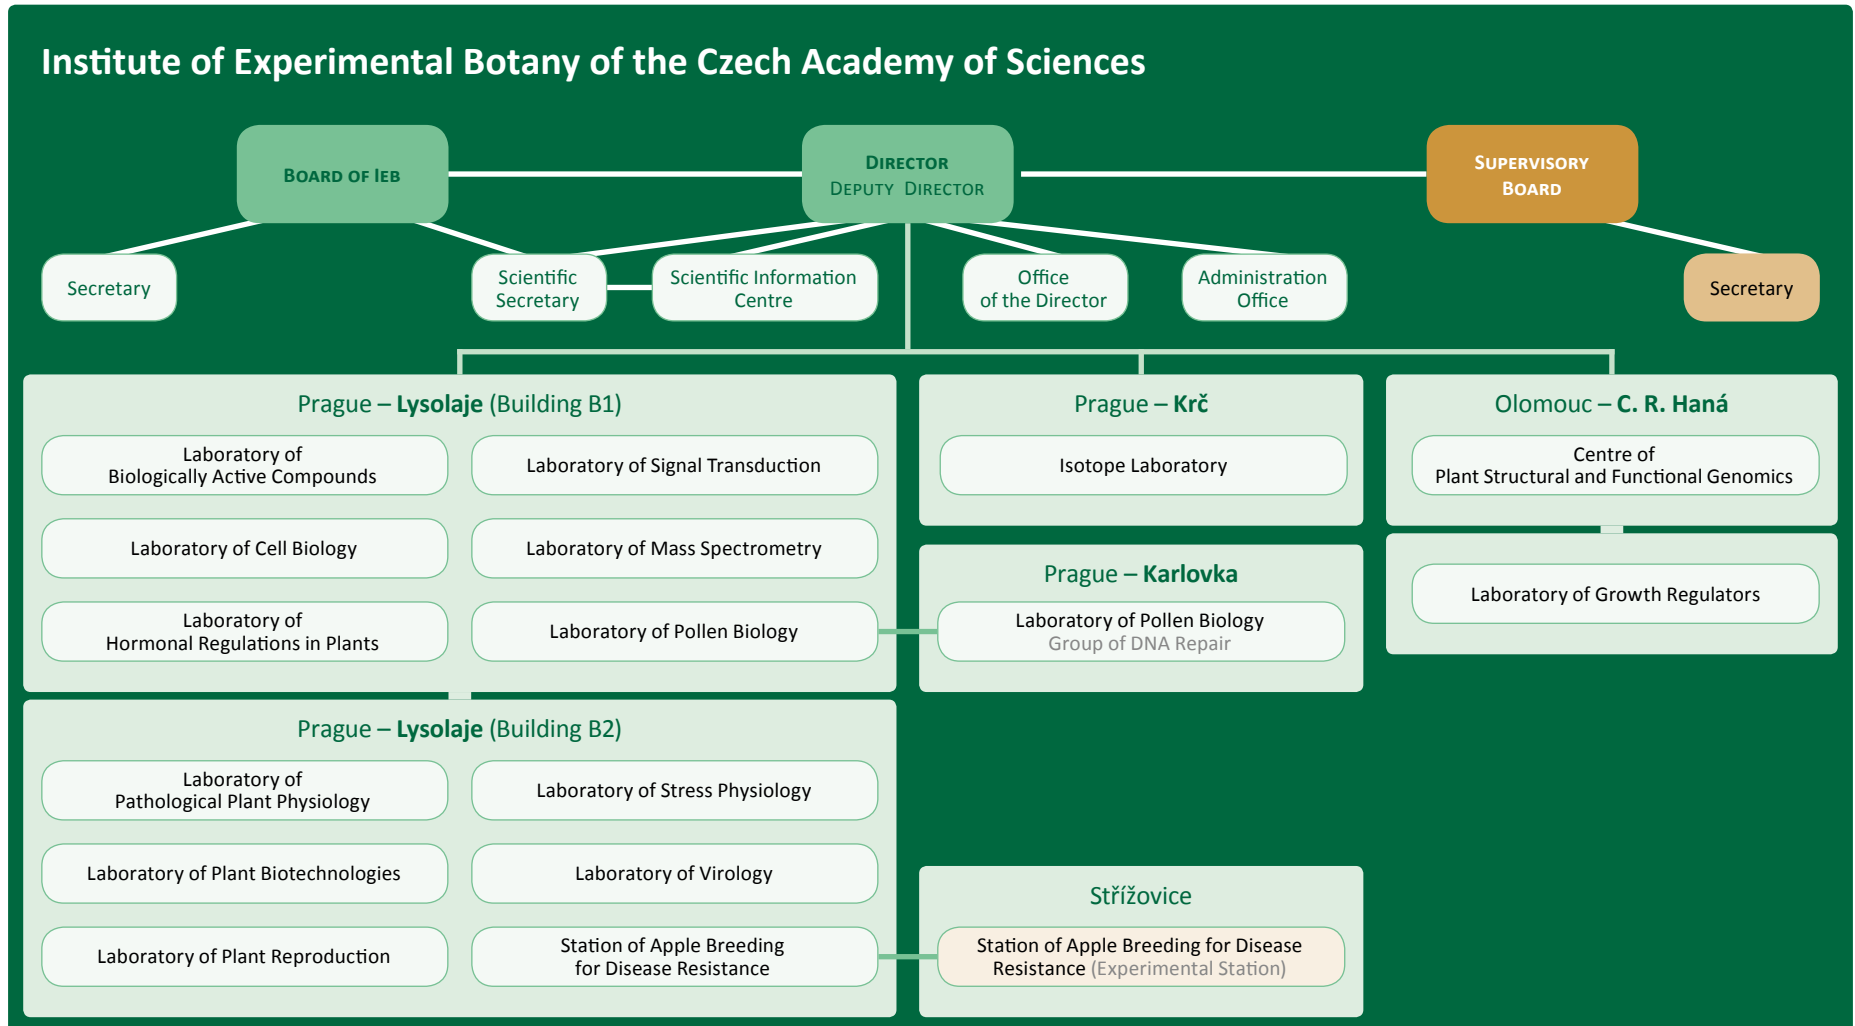 Institute of Experimental Botany of the Czech Academy of Sciences
BOARD OF IEB
DIRECTOR
DEPUTY DIRECTOR
SUPERVISORY
BOARD
Secretary
Scientific
Secretary
Scientific Information
Centre
Office
of the Director
Administration
Office
Secretary
Prague – Lysolaje (Building B1)
Laboratory of
Biologically Active Compounds
Laboratory of Signal Transduction
Laboratory of Cell Biology
Laboratory of Mass Spectrometry
Laboratory of
Hormonal Regulations in Plants
Laboratory of Pollen Biology
Prague – Krč
Isotope Laboratory
Prague – Karlovka
Laboratory of Pollen Biology
Group of DNA Repair
Olomouc – C. R. Haná
Centre of
Plant Structural and Functional Genomics
Laboratory of Growth Regulators
Prague – Lysolaje (Building B2)
Laboratory of
Pathological Plant Physiology
Laboratory of Stress Physiology
Laboratory of Plant Biotechnologies
Laboratory of Virology
Laboratory of Plant Reproduction
Station of Apple Breeding
for Disease Resistance
Střížovice
Station of Apple Breeding for Disease
Resistance (Experimental Station)